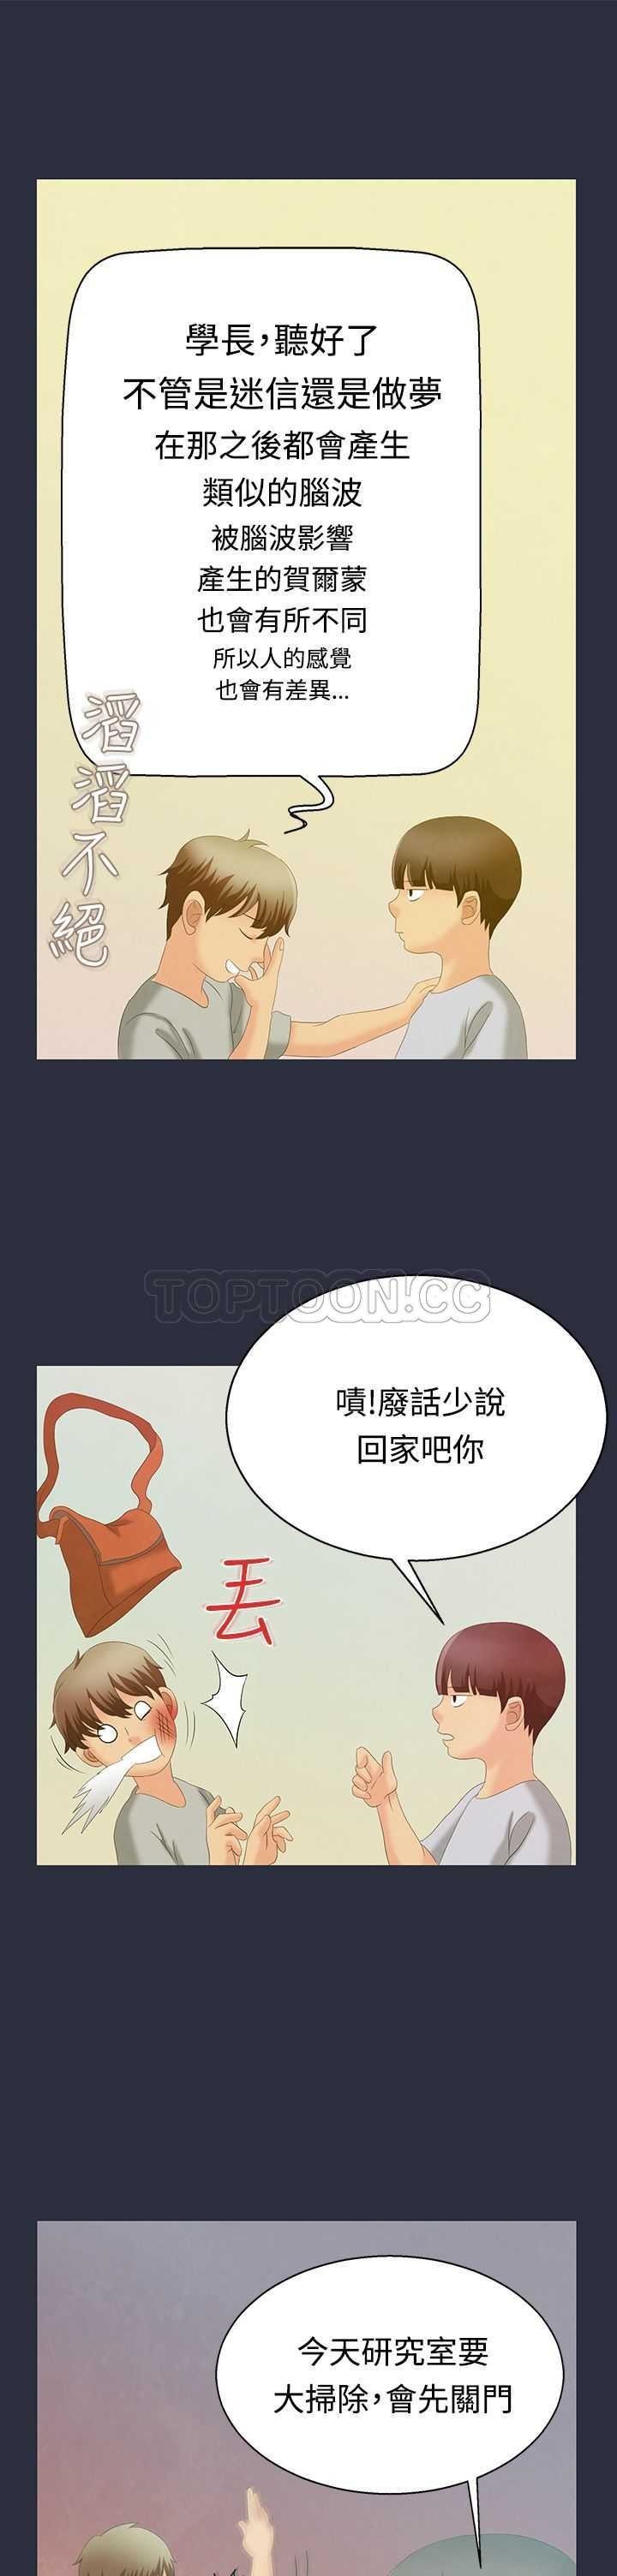 學長,聽好了
不管是迷信還是做夢
在那之後都會產生
類似的腦波
被腦波影響
產生的賀爾蒙
也會有所不同
所以人的感覺
也會有差異...
滔滔不絕
TOPTOON.CC
嘖!廢話少說
回家吧你
丟
今天研究室要
大掃除,會先關門